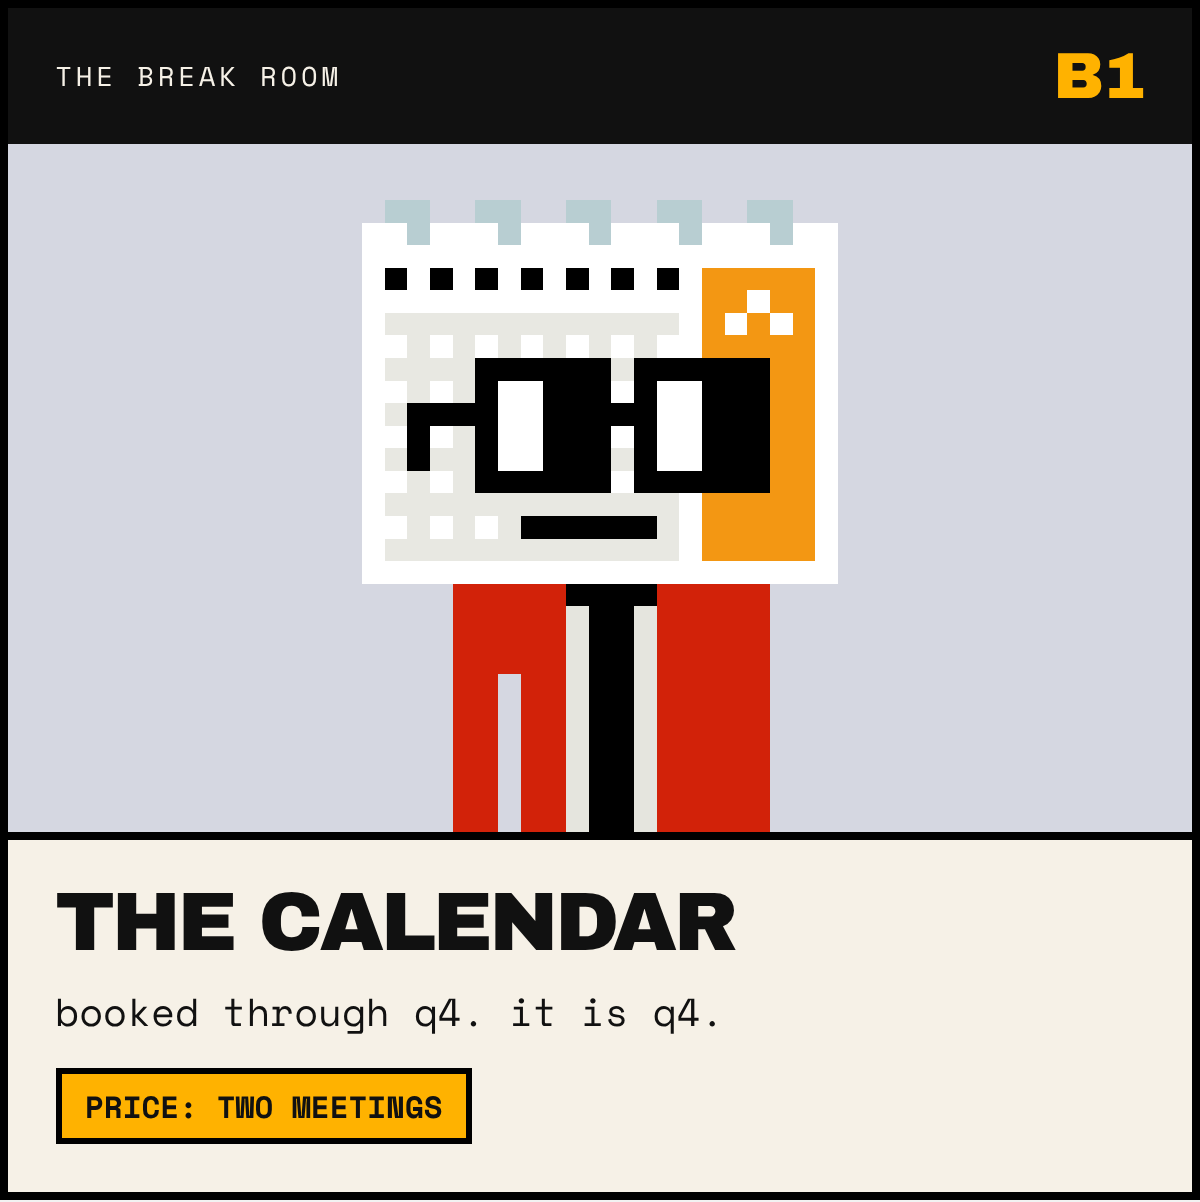 THE BREAK ROOM
B1
THE CALENDAR
booked through q4. it is q4.
PRICE: TWO MEETINGS